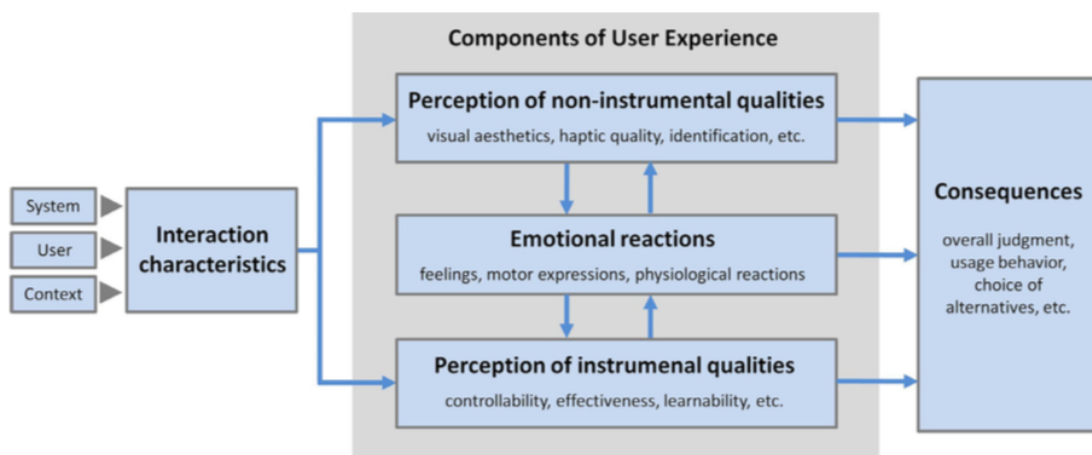 Components of User Experience
Perception of non-instrumental qualities
visual aesthetics, haptic quality, identification, etc.
System
User
Context
Interaction
characteristics
Emotional reactions
feelings, motor expressions, physiological reactions
Perception of instrumenal qualities
controllability, effectiveness, learnability, etc.
Consequences
overall judgment,
usage behavior,
choice of
alternatives, etc.